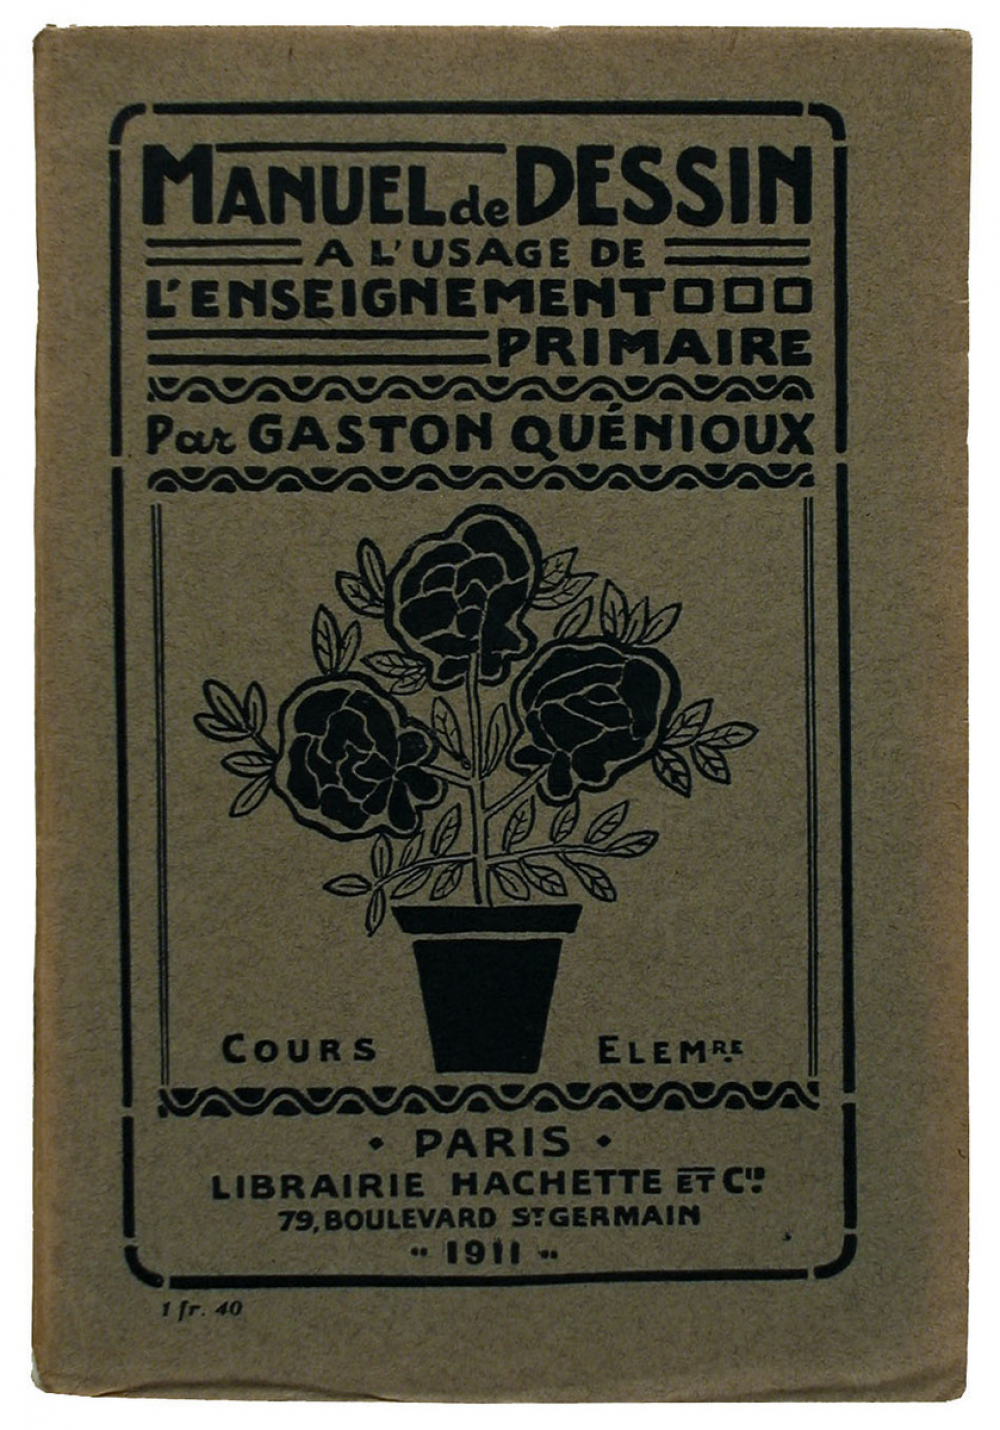 MANUEL de DESSIN
A L'USAGE DE
L'ENSEIGNEMENT
PRIMAIRE
Par GASTON QUÉNIOUX
COURS ELEMRE
PARIS
LIBRAIRIE HACHETTE ET CIE
79, BOULEVARD ST GERMAIN
1911
1 fr. 40